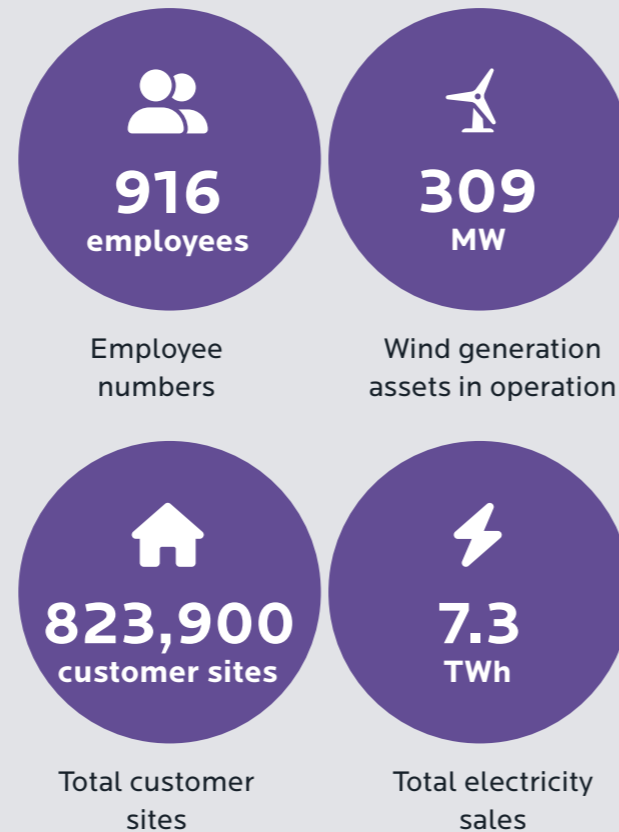 916
employees
Employee
numbers
309
MW
Wind generation
assets in operation
823,900
customer sites
Total customer
sites
7.3
TWh
Total electricity
sales